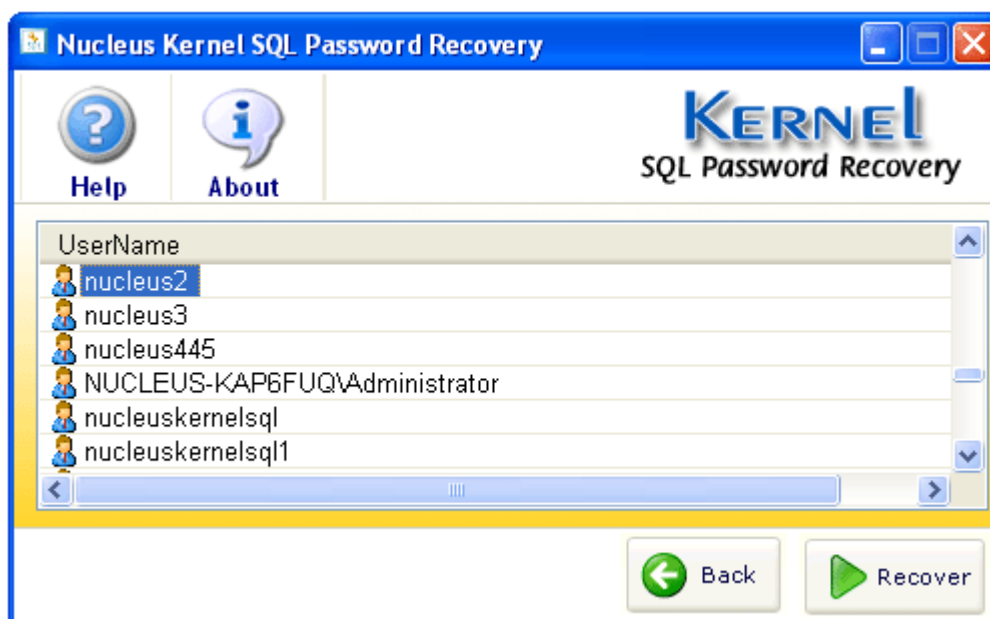 Nucleus Kernel SQL Password Recovery
Help
About
KERNEL
SQL Password Recovery
UserName
nucleus2
nucleus3
nucleus445
NUCLEUS-KAP6FUQ\Administrator
nucleuskernelsql
nucleuskernelsql1
Back
Recover